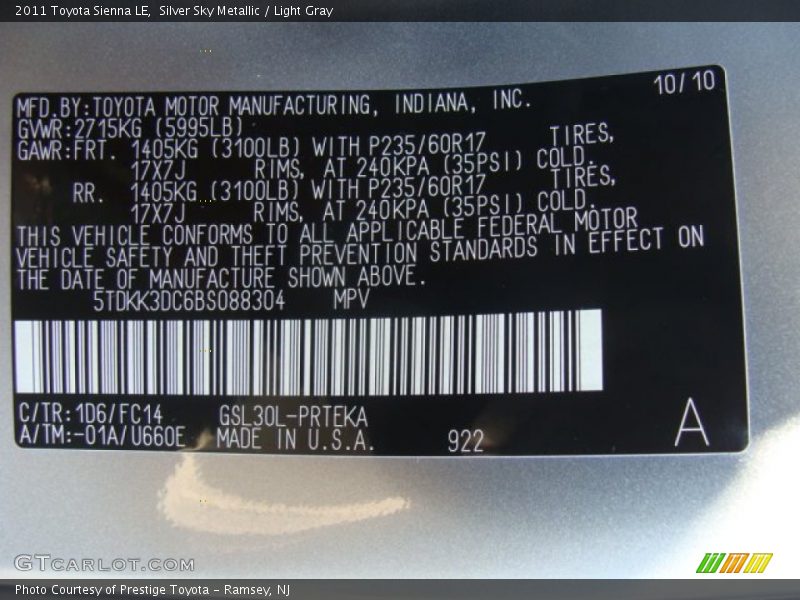 2011 Toyota Sienna LE,  Silver Sky Metallic / Light Gray
10/10
MFD.BY:TOYOTA MOTOR MANUFACTURING, INDIANA, INC.
GVWR:2715KG (5995LB)
GAWR:FRT. 1405KG (3100LB) WITH P235/60R17 TIRES,
17X7J RIMS, AT 240KPA (35PSI) COLD.
RR. 1405KG (3100LB) WITH P235/60R17 TIRES,
17X7J RIMS, AT 240KPA (35PSI) COLD.
THIS VEHICLE CONFORMS TO ALL APPLICABLE FEDERAL MOTOR
VEHICLE SAFETY AND THEFT PREVENTION STANDARDS IN EFFECT ON
THE DATE OF MANUFACTURE SHOWN ABOVE.
5TDKK3DC6BS088304 MPV
C/TR:1D6/FC14 GSL30L-PRTEKA
A/TM:-01A/U660E MADE IN U.S.A. 922 A
GTCARLOT.COM
Photo Courtesy of Prestige Toyota - Ramsey, NJ